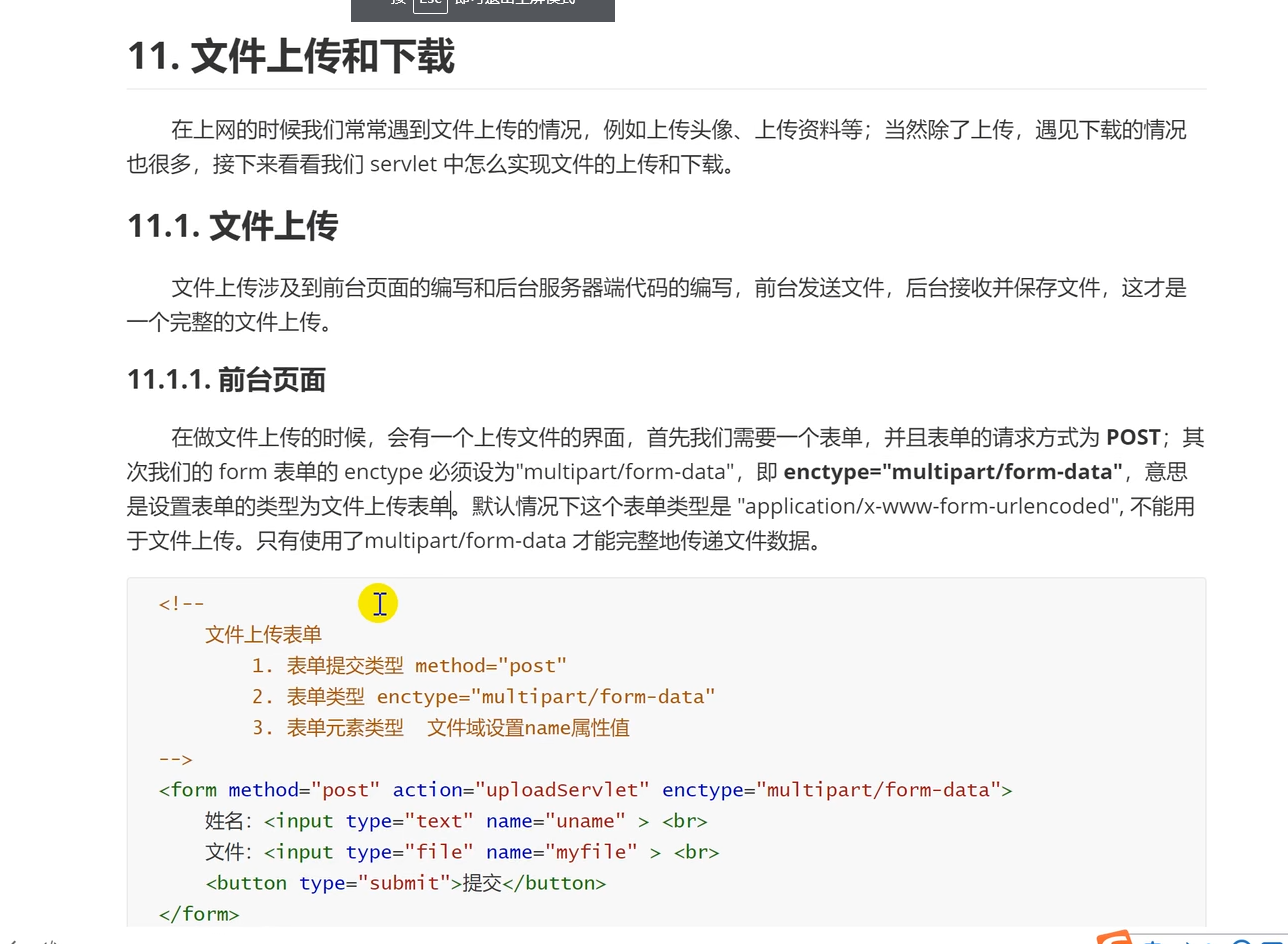 Esc
11. 文件上传和下载
在上网的时候我们常常遇到文件上传的情况，例如上传头像、上传资料等；当然除了上传，遇见下载的情况
也很多，接下来看看我们 servlet 中怎么实现文件的上传和下载。
11.1. 文件上传
文件上传涉及到前台页面的编写和后台服务器端代码的编写，前台发送文件，后台接收并保存文件，这才是
一个完整的文件上传。
11.1.1. 前台页面
在做文件上传的时候，会有一个上传文件的界面，首先我们需要一个表单，并且表单的请求方式为 POST；其
次我们的 form 表单的 enctype 必须设为"multipart/form-data"，即 enctype="multipart/form-data"，意思
是设置表单的类型为文件上传表单。默认情况下这个表单类型是 "application/x-www-form-urlencoded", 不能用
于文件上传。只有使用了multipart/form-data 才能完整地传递文件数据。
<!--
文件上传表单
1. 表单提交类型 method="post"
2. 表单类型 enctype="multipart/form-data"
3. 表单元素类型  文件域设置name属性值
-->
<form method="post" action="uploadServlet" enctype="multipart/form-data">
姓名：<input type="text" name="uname" > <br>
文件：<input type="file" name="myfile" > <br>
<button type="submit">提交</button>
</form>